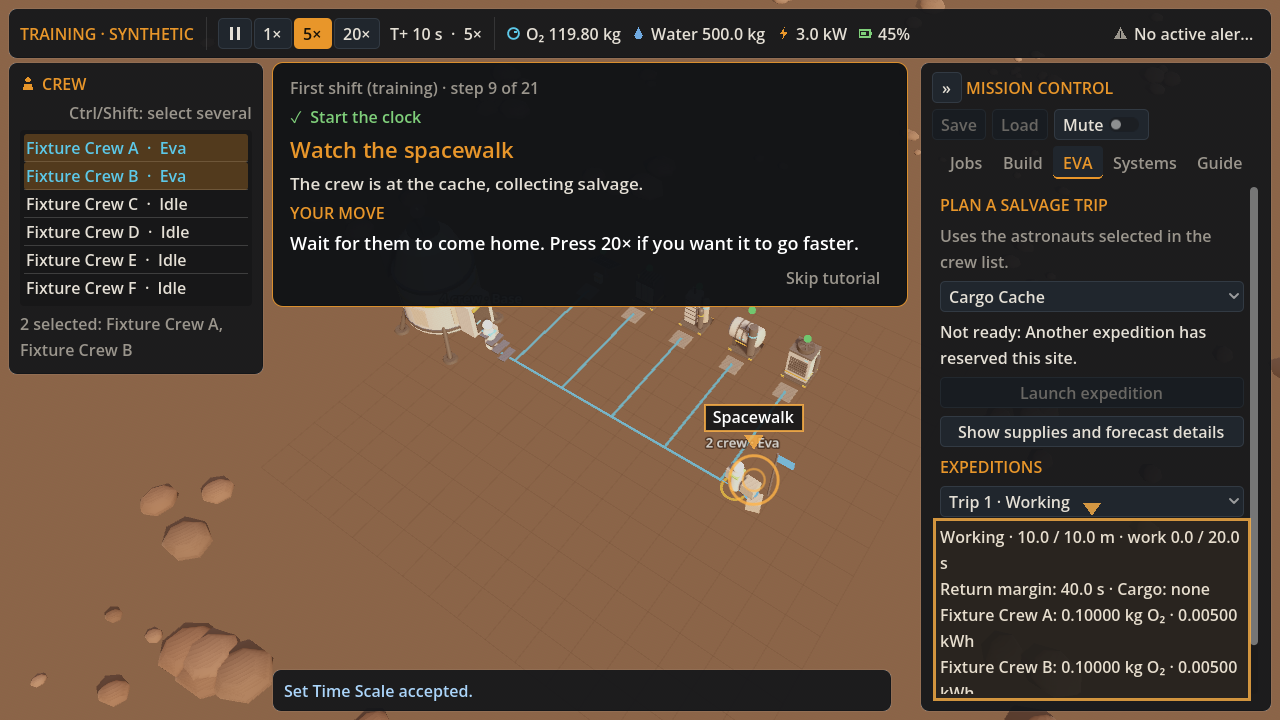 TRAINING · SYNTHETIC
1×
5×
20×
T+ 10 s · 5×
O₂ 119.80 kg
Water 500.0 kg
3.0 kW
45%
No active aler…
CREW
Ctrl/Shift: select several
Fixture Crew A · Eva
Fixture Crew B · Eva
Fixture Crew C · Idle
Fixture Crew D · Idle
Fixture Crew E · Idle
Fixture Crew F · Idle
2 selected: Fixture Crew A,
Fixture Crew B
First shift (training) · step 9 of 21
✓ Start the clock
Watch the spacewalk
The crew is at the cache, collecting salvage.
YOUR MOVE
Wait for them to come home. Press 20× if you want it to go faster.
Skip tutorial
Spacewalk
2 crew Eva
Set Time Scale accepted.
» MISSION CONTROL
Save
Load
Mute
Jobs
Build
EVA
Systems
Guide
PLAN A SALVAGE TRIP
Uses the astronauts selected in the
crew list.
Cargo Cache
Not ready: Another expedition has
reserved this site.
Launch expedition
Show supplies and forecast details
EXPEDITIONS
Trip 1 · Working
Working · 10.0 / 10.0 m · work 0.0 / 20.0
s
Return margin: 40.0 s · Cargo: none
Fixture Crew A: 0.10000 kg O₂ · 0.00500
kWh
Fixture Crew B: 0.10000 kg O₂ · 0.00500
kWh